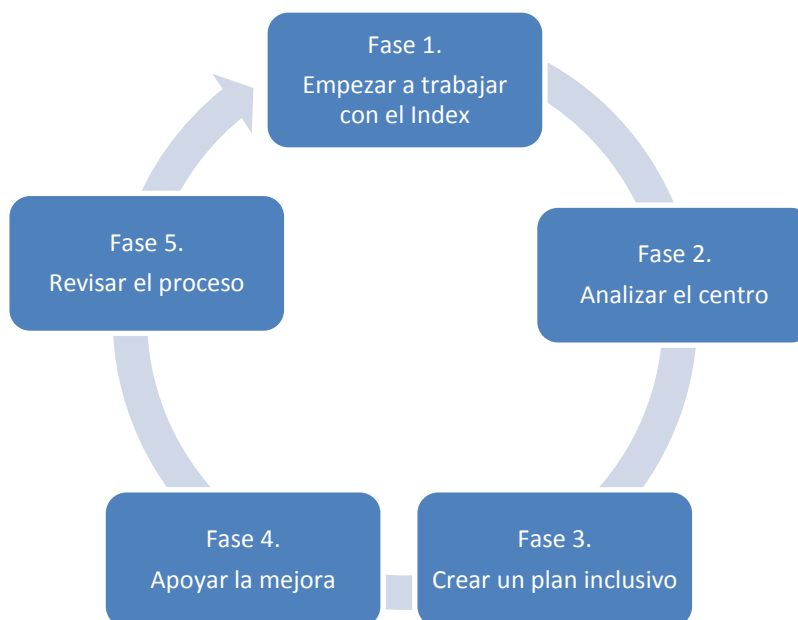 Fase 1.
Empezar a trabajar
con el Index
Fase 2.
Analizar el centro
Fase 3.
Crear un plan inclusivo
Fase 4.
Apoyar la mejora
Fase 5.
Revisar el proceso